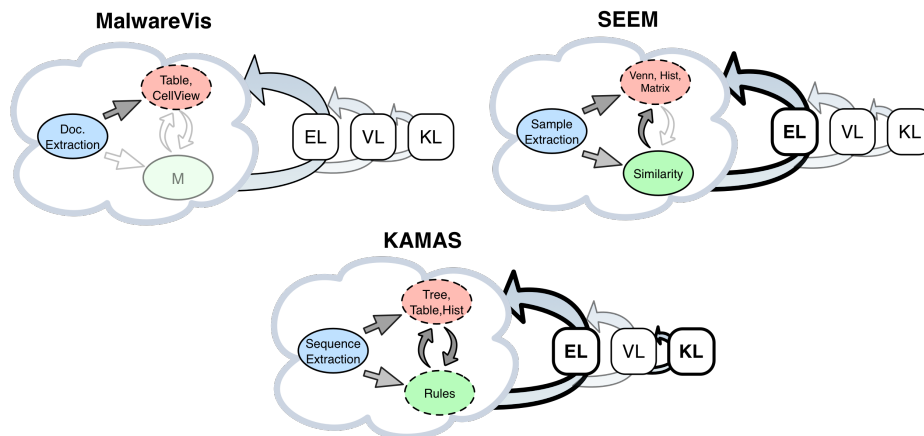 MalwareVis
Table,
CellView
Doc.
Extraction
M
EL
VL
KL
SEEM
Venn, Hist,
Matrix
Sample
Extraction
Similarity
EL
VL
KL
KAMAS
Tree,
Table,Hist
Sequence
Extraction
Rules
EL
VL
KL